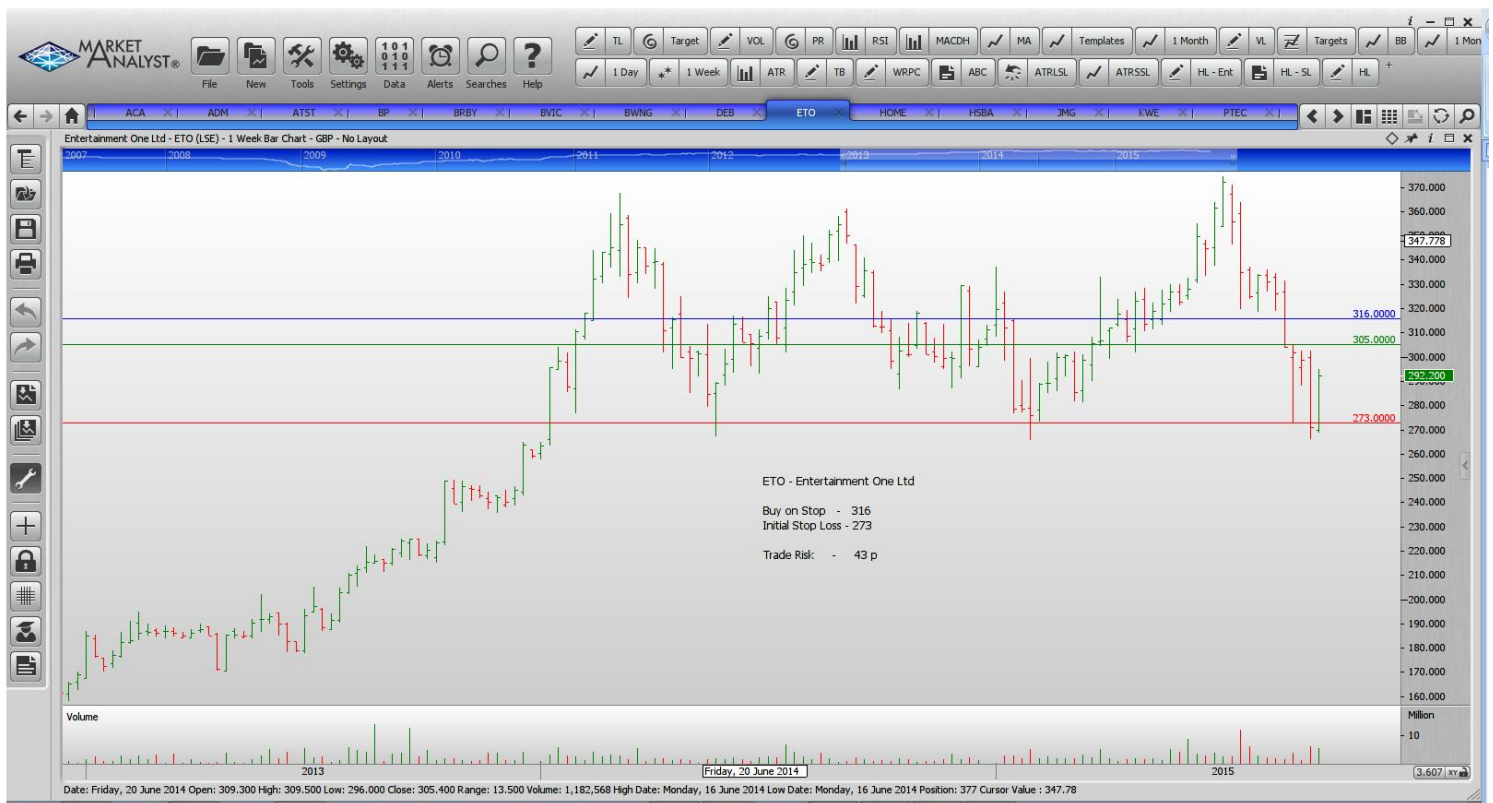 i
MARKET ANALYST®
File New Tools Settings Data Alerts Searches Help
TL Target VOL PR RSI MACDH MA Templates 1 Month VL Targets BB 1 Mon
1 Day 1 Week ATR TB WRPC ABC ATRLSL ATRSSL HL - Ent HL - SL HL +
ACA ADM ATST BP BRBY BVIC BWNG DEB ETO HOME HSBA JMG KWE PTEC
Entertainment One Ltd - ETO (LSE) - 1 Week Bar Chart - GBP - No Layout
2007 2008 2009 2010 2011 2012 2013 2014 2015
370.000
360.000
347.778
340.000
330.000
320.000
316.0000
310.000
305.0000
300.000
292.200
280.000
273.0000
270.000
260.000
250.000
240.000
230.000
220.000
210.000
200.000
190.000
180.000
170.000
160.000
ETO - Entertainment One Ltd
Buy on Stop - 316
Initial Stop Loss - 273
Trade Risk - 43 p
Volume
Million
10
2013 Friday, 20 June 2014 2015 3.607 XY
Date: Friday, 20 June 2014 Open: 309.300 High: 309.500 Low: 296.000 Close: 305.400 Range: 13.500 Volume: 1,182,568 High Date: Monday, 16 June 2014 Low Date: Monday, 16 June 2014 Position: 377 Cursor Value : 347.78